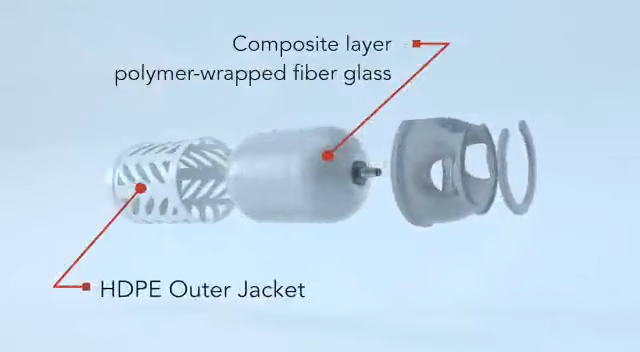 Composite layer
polymer-wrapped fiber glass
HDPE Outer Jacket